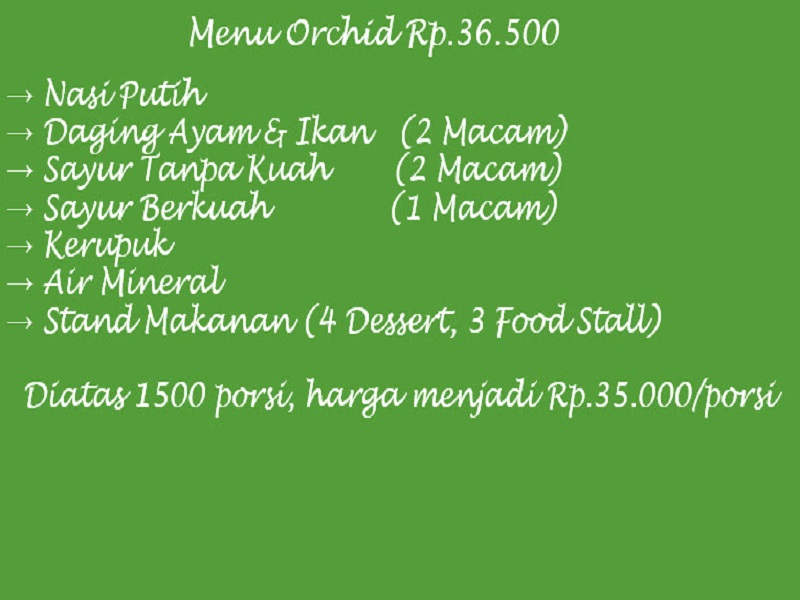 Menu Orchid Rp.36.500
→ Nasi Putih
→ Daging Ayam & Ikan (2 Macam)
→ Sayur Tanpa Kuah (2 Macam)
→ Sayur Berkuah (1 Macam)
→ Kerupuk
→ Air Mineral
→ Stand Makanan (4 Dessert, 3 Food Stall)
Diatas 1500 porsi, harga menjadi Rp.35.000/porsi